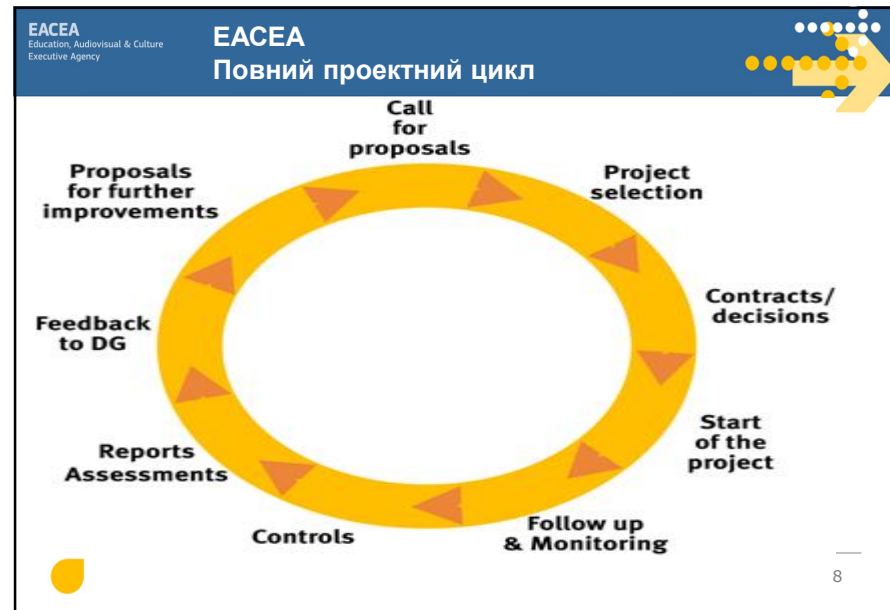 EACEA
Education, Audiovisual & Culture
Executive Agency
EACEA
Повний проектний цикл
Call
for
proposals
Project
selection
Contracts/
decisions
Start
of the
project
Follow up
& Monitoring
Controls
Reports
Assessments
Feedback
to DG
Proposals
for further
improvements
8